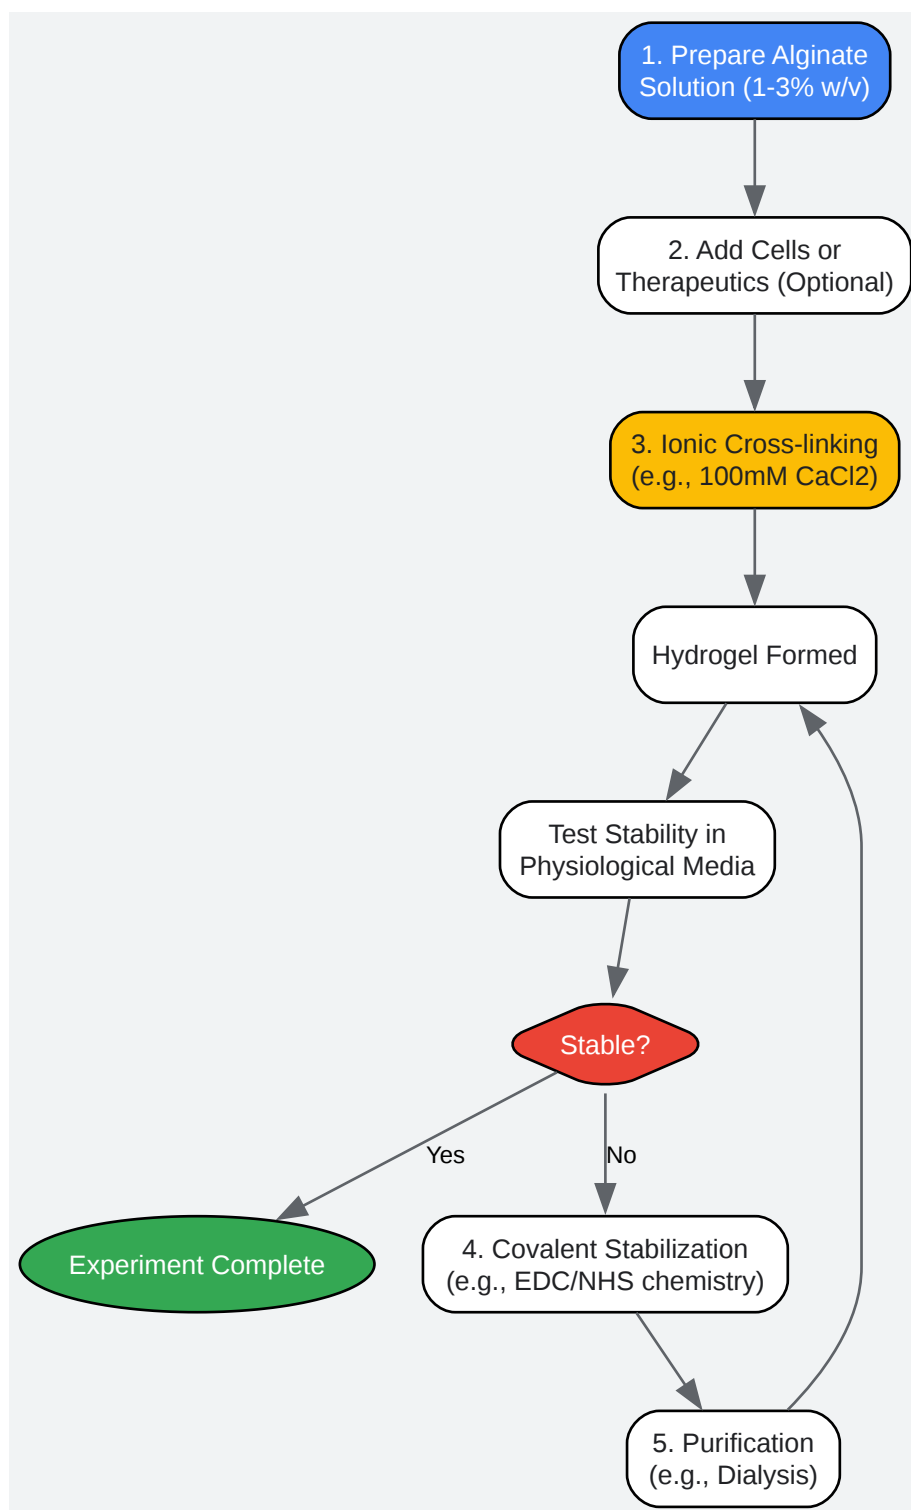 1. Prepare Alginate
Solution (1-3% w/v)
2. Add Cells or
Therapeutics (Optional)
3. Ionic Cross-linking
(e.g., 100mM CaCl2)
Hydrogel Formed
Test Stability in
Physiological Media
Stable?
Yes
No
Experiment Complete
4. Covalent Stabilization
(e.g., EDC/NHS chemistry)
5. Purification
(e.g., Dialysis)